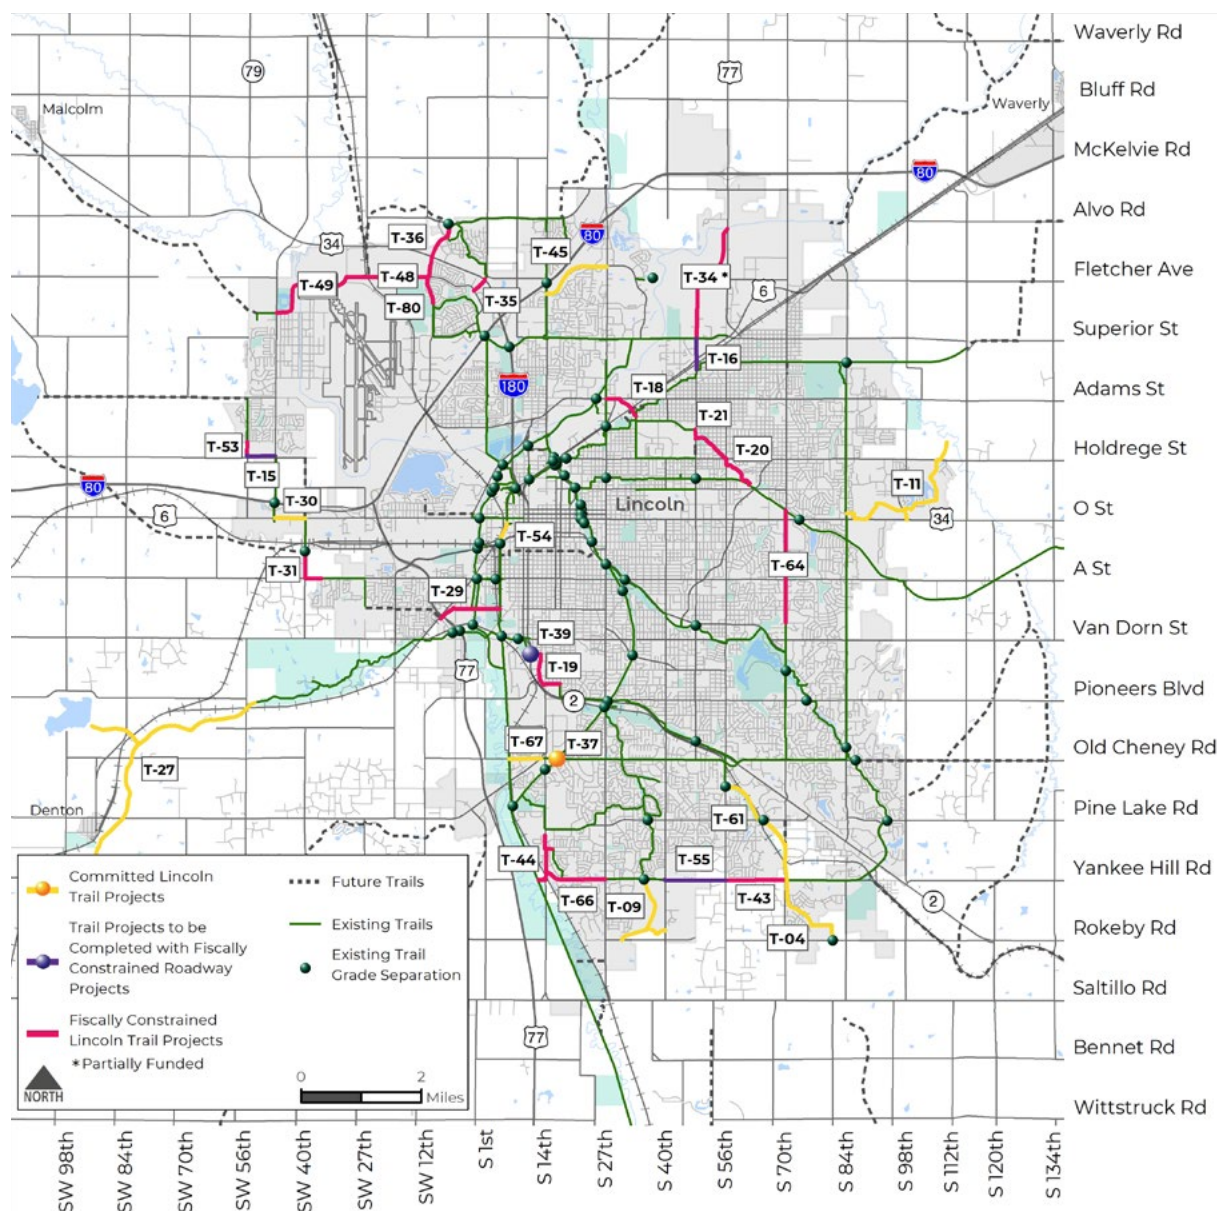 Waverly Rd
79
77
Bluff Rd
Malcolm
Waverly
McKelvie Rd
80
Alvo Rd
T-36
34
T-45
80
Fletcher Ave
T-49
T-48
T-34 *
6
T-80
T-35
Superior St
T-16
180
T-18
Adams St
T-21
T-53
T-20
Holdrege St
T-15
80
T-11
T-30
Lincoln
O St
6
34
T-54
T-31
T-64
A St
T-29
Van Dorn St
T-39
77
T-19
Pioneers Blvd
2
T-67
T-37
Old Cheney Rd
T-27
Denton
Pine Lake Rd
T-61
T-44
T-55
Yankee Hill Rd
T-66
T-09
T-43
2
T-04
Rokeby Rd
Saltillo Rd
77
Bennet Rd
Wittstruck Rd
Committed Lincoln
Trail Projects
Trail Projects to be
Completed with Fiscally
Constrained Roadway
Projects
Fiscally Constrained
Lincoln Trail Projects
*Partially Funded
NORTH
Future Trails
Existing Trails
Existing Trail
Grade Separation
0
2
Miles
SW 98th
SW 84th
SW 70th
SW 56th
SW 40th
SW 27th
SW 12th
S 1st
S 14th
S 27th
S 40th
S 56th
S 70th
S 84th
S 98th
S 112th
S 120th
S 134th